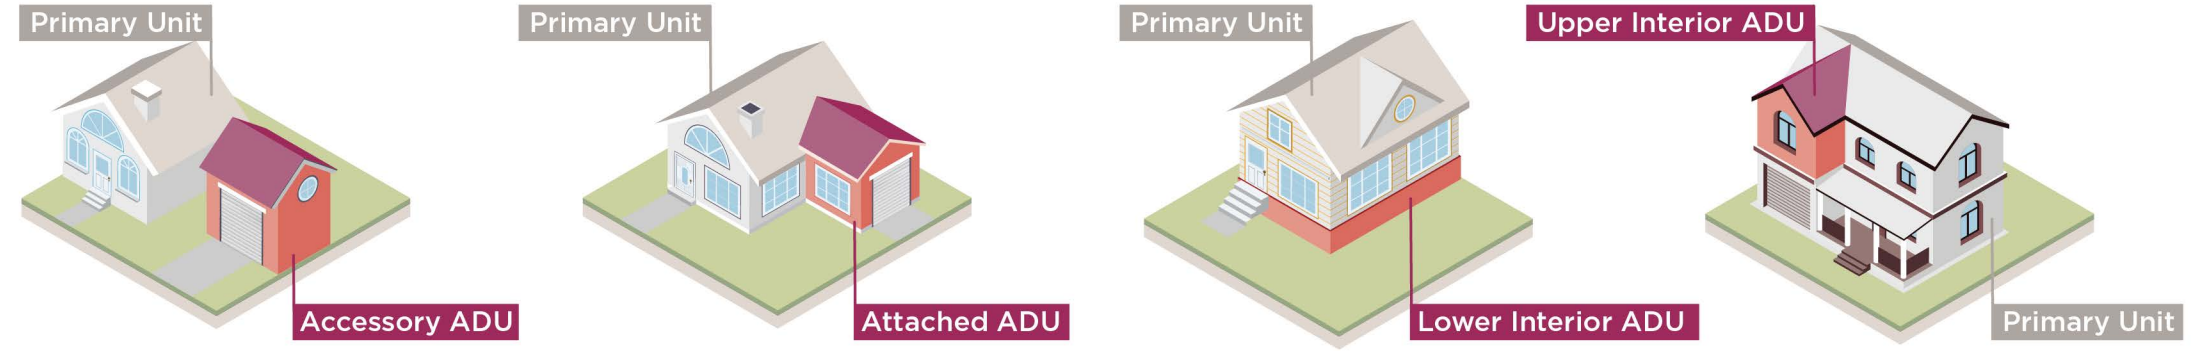 Primary Unit
Accessory ADU
Primary Unit
Attached ADU
Primary Unit
Lower Interior ADU
Upper Interior ADU
Primary Unit